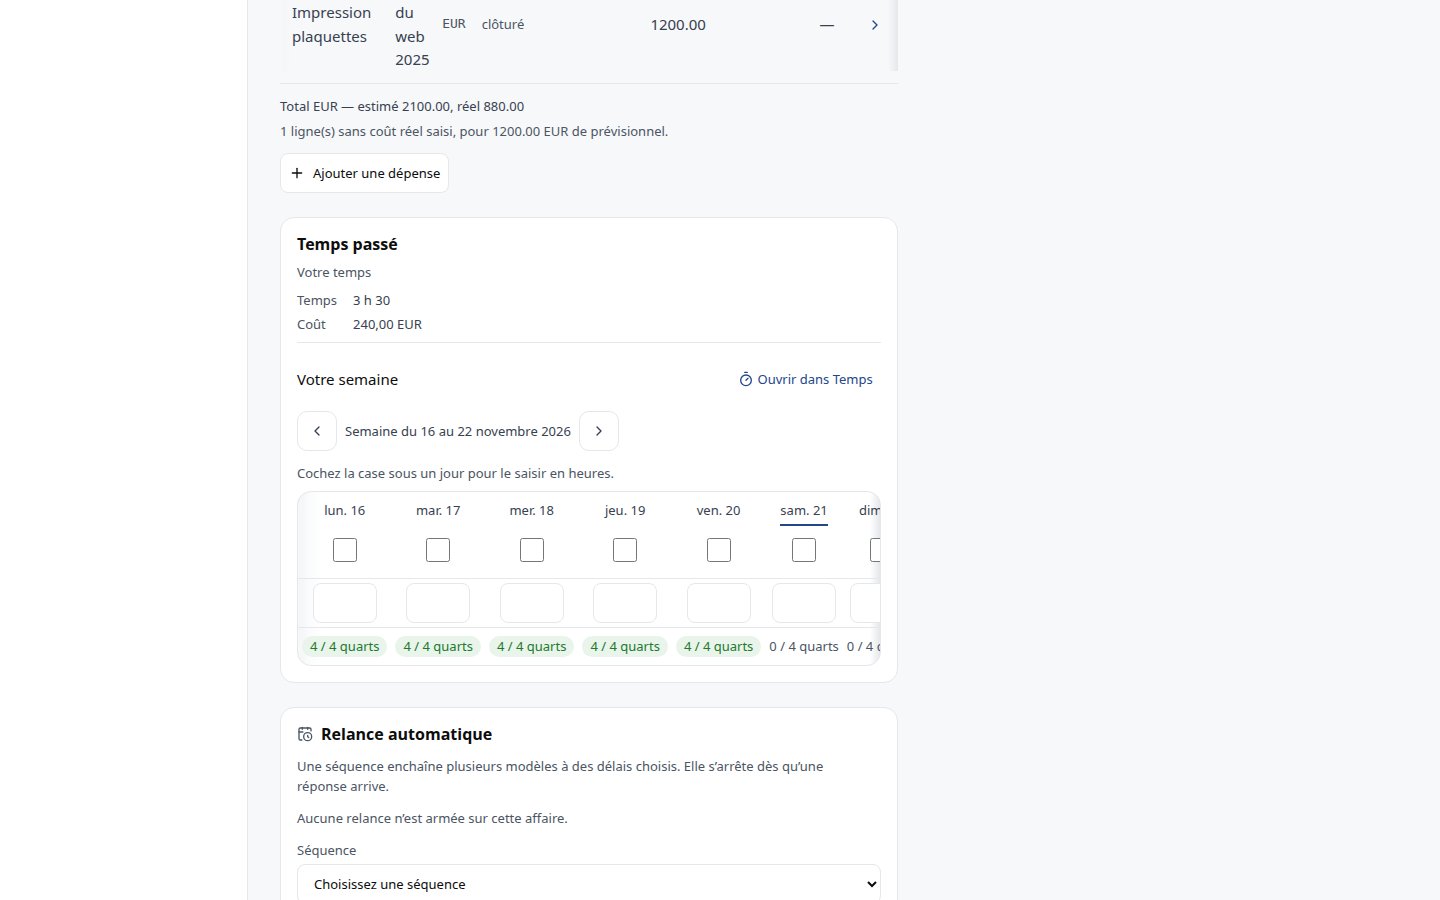 Impression plaquettes
du web 2025
EUR
clôturé
1200.00
—
Total EUR — estimé 2100.00, réel 880.00
1 ligne(s) sans coût réel saisi, pour 1200.00 EUR de prévisionnel.
Ajouter une dépense
Temps passé
Votre temps
Temps 3 h 30
Coût 240,00 EUR
Votre semaine
Ouvrir dans Temps
Semaine du 16 au 22 novembre 2026
Cochez la case sous un jour pour le saisir en heures.
lun. 16 mar. 17 mer. 18 jeu. 19 ven. 20 sam. 21 dim
4 / 4 quarts 4 / 4 quarts 4 / 4 quarts 4 / 4 quarts 4 / 4 quarts 0 / 4 quarts 0 / 4
Relance automatique
Une séquence enchaîne plusieurs modèles à des délais choisis. Elle s’arrête dès qu’une
réponse arrive.
Aucune relance n’est armée sur cette affaire.
Séquence
Choisissez une séquence